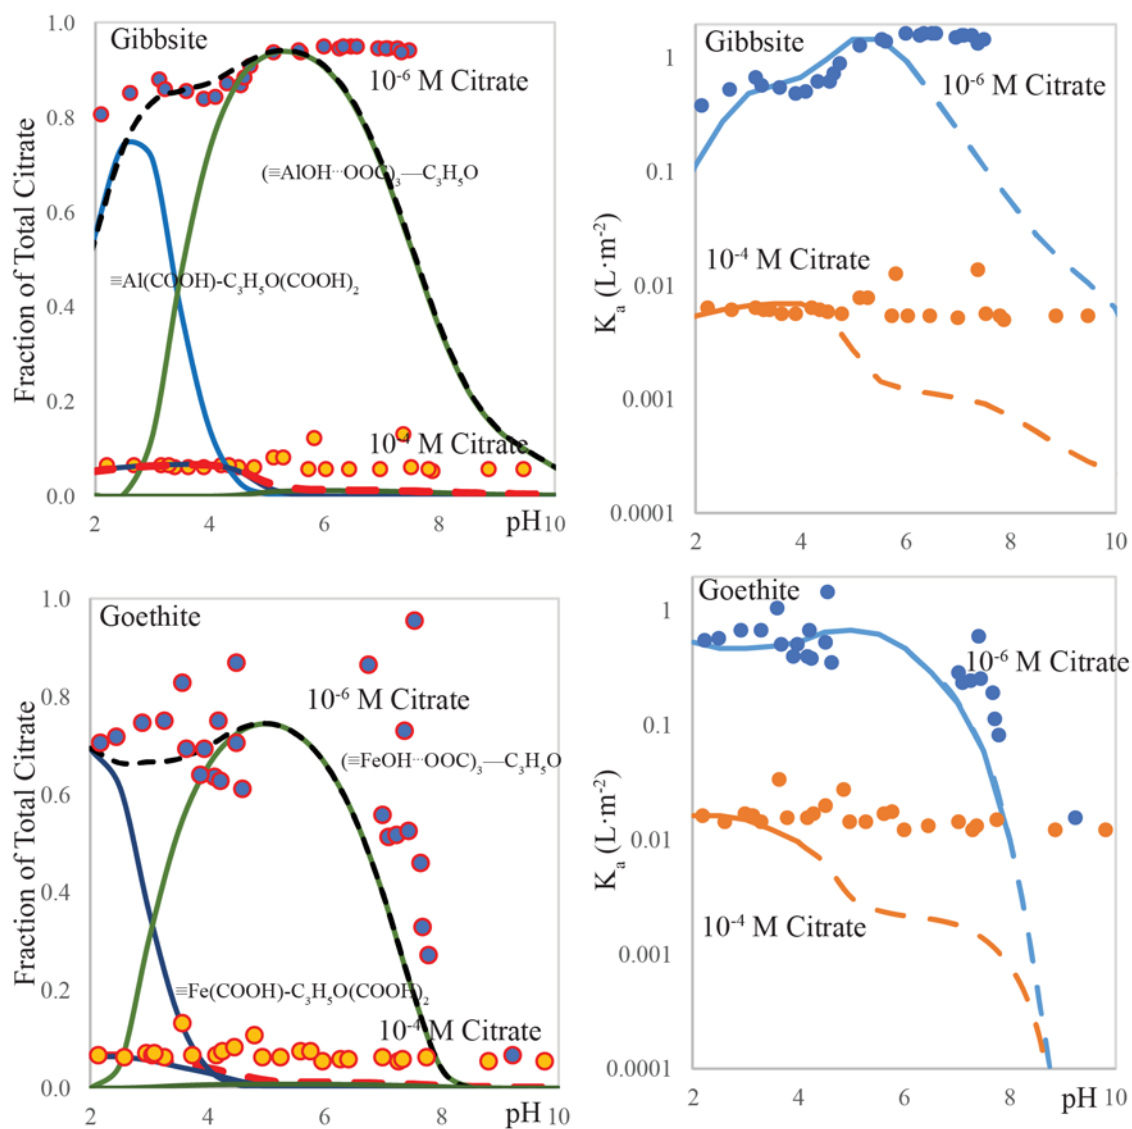 Gibbsite
10⁻⁶ M Citrate
(≡AlOH···OOC)₃—C₃H₅O
≡Al(COOH)-C₃H₅O(COOH)₂
10⁻⁴ M Citrate
Fraction of Total Citrate
1.0
0.8
0.6
0.4
0.2
0.0
2
4
6
8
10
pH
Gibbsite
10⁻⁶ M Citrate
10⁻⁴ M Citrate
Kₐ (L·m⁻²)
1
0.1
0.01
0.001
0.0001
2
4
6
8
10
Goethite
10⁻⁶ M Citrate
(≡FeOH···OOC)₃—C₃H₅O
≡Fe(COOH)-C₃H₅O(COOH)₂
10⁻⁴ M Citrate
Fraction of Total Citrate
1.0
0.8
0.6
0.4
0.2
0.0
2
4
6
8
10
pH
Goethite
10⁻⁶ M Citrate
10⁻⁴ M Citrate
Kₐ (L·m⁻²)
1
0.1
0.01
0.001
0.0001
2
4
6
8
10
pH